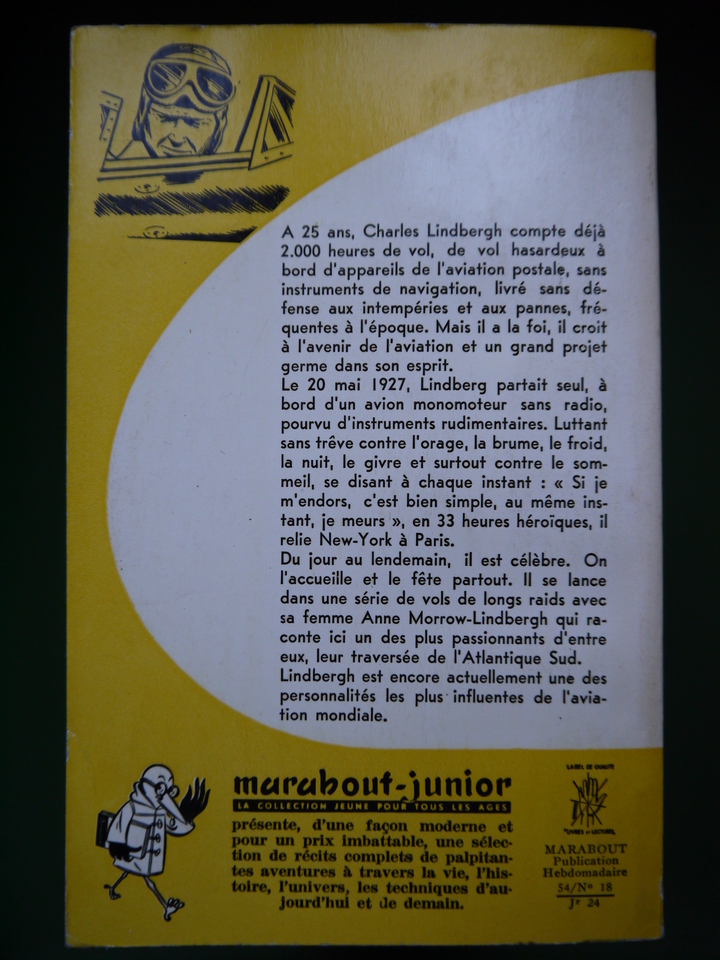 A 25 ans, Charles Lindbergh compte déjà
2.000 heures de vol, de vol hasardeux à
bord d'appareils de l'aviation postale, sans
instruments de navigation, livré sans dé-
fense aux intempéries et aux pannes, fré-
quentes à l'époque. Mais il a la foi, il croit
à l'avenir de l'aviation et un grand projet
germe dans son esprit.
Le 20 mai 1927, Lindberg partait seul, à
bord d'un avion monomoteur sans radio,
pourvu d'instruments rudimentaires. Luttant
sans trêve contre l'orage, la brume, le froid,
la nuit, le givre et surtout contre le som-
meil, se disant à chaque instant : « Si je
m'endors, c'est bien simple, au même ins-
tant, je meurs », en 33 heures héroïques, il
relie New-York à Paris.
Du jour au lendemain, il est célèbre. On
l'accueille et le fête partout. Il se lance
dans une série de vols de longs raids avec
sa femme Anne Morrow-Lindbergh qui ra-
conte ici un des plus passionnants d'entre
eux, leur traversée de l'Atlantique Sud.
Lindbergh est encore actuellement une des
personnalités les plus influentes de l'avia-
tion mondiale.
marabout-junior
LA COLLECTION JEUNE POUR TOUS LES AGES
présente, d'une façon moderne et
pour un prix imbattable, une sélec-
tion de récits complets de palpitan-
tes aventures à travers la vie, l'his-
toire, l'univers, les techniques d'au-
jourd'hui et de demain.
LABEL DE QUALITE
MARABOUT
Publication
Hebdomadaire
54/N° 18
Jr 24